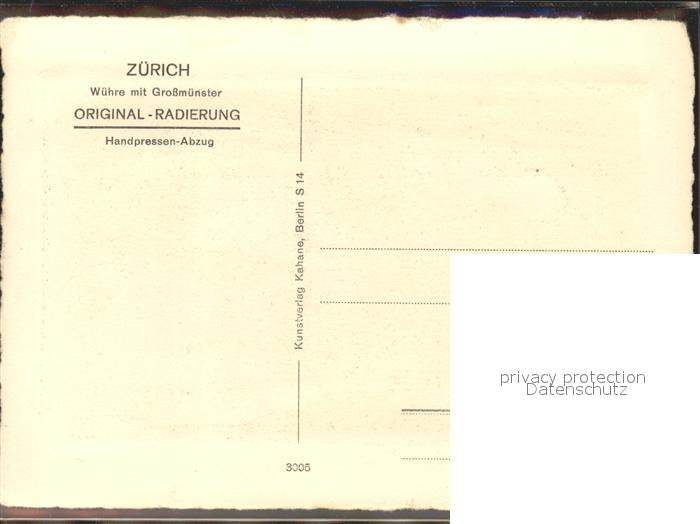 ZÜRICH
Wühre mit Großmünster
ORIGINAL-RADIERUNG
Handpressen-Abzug
Kunstverlag Kahane, Berlin S 14
3005
privacy protection
Datenschutz